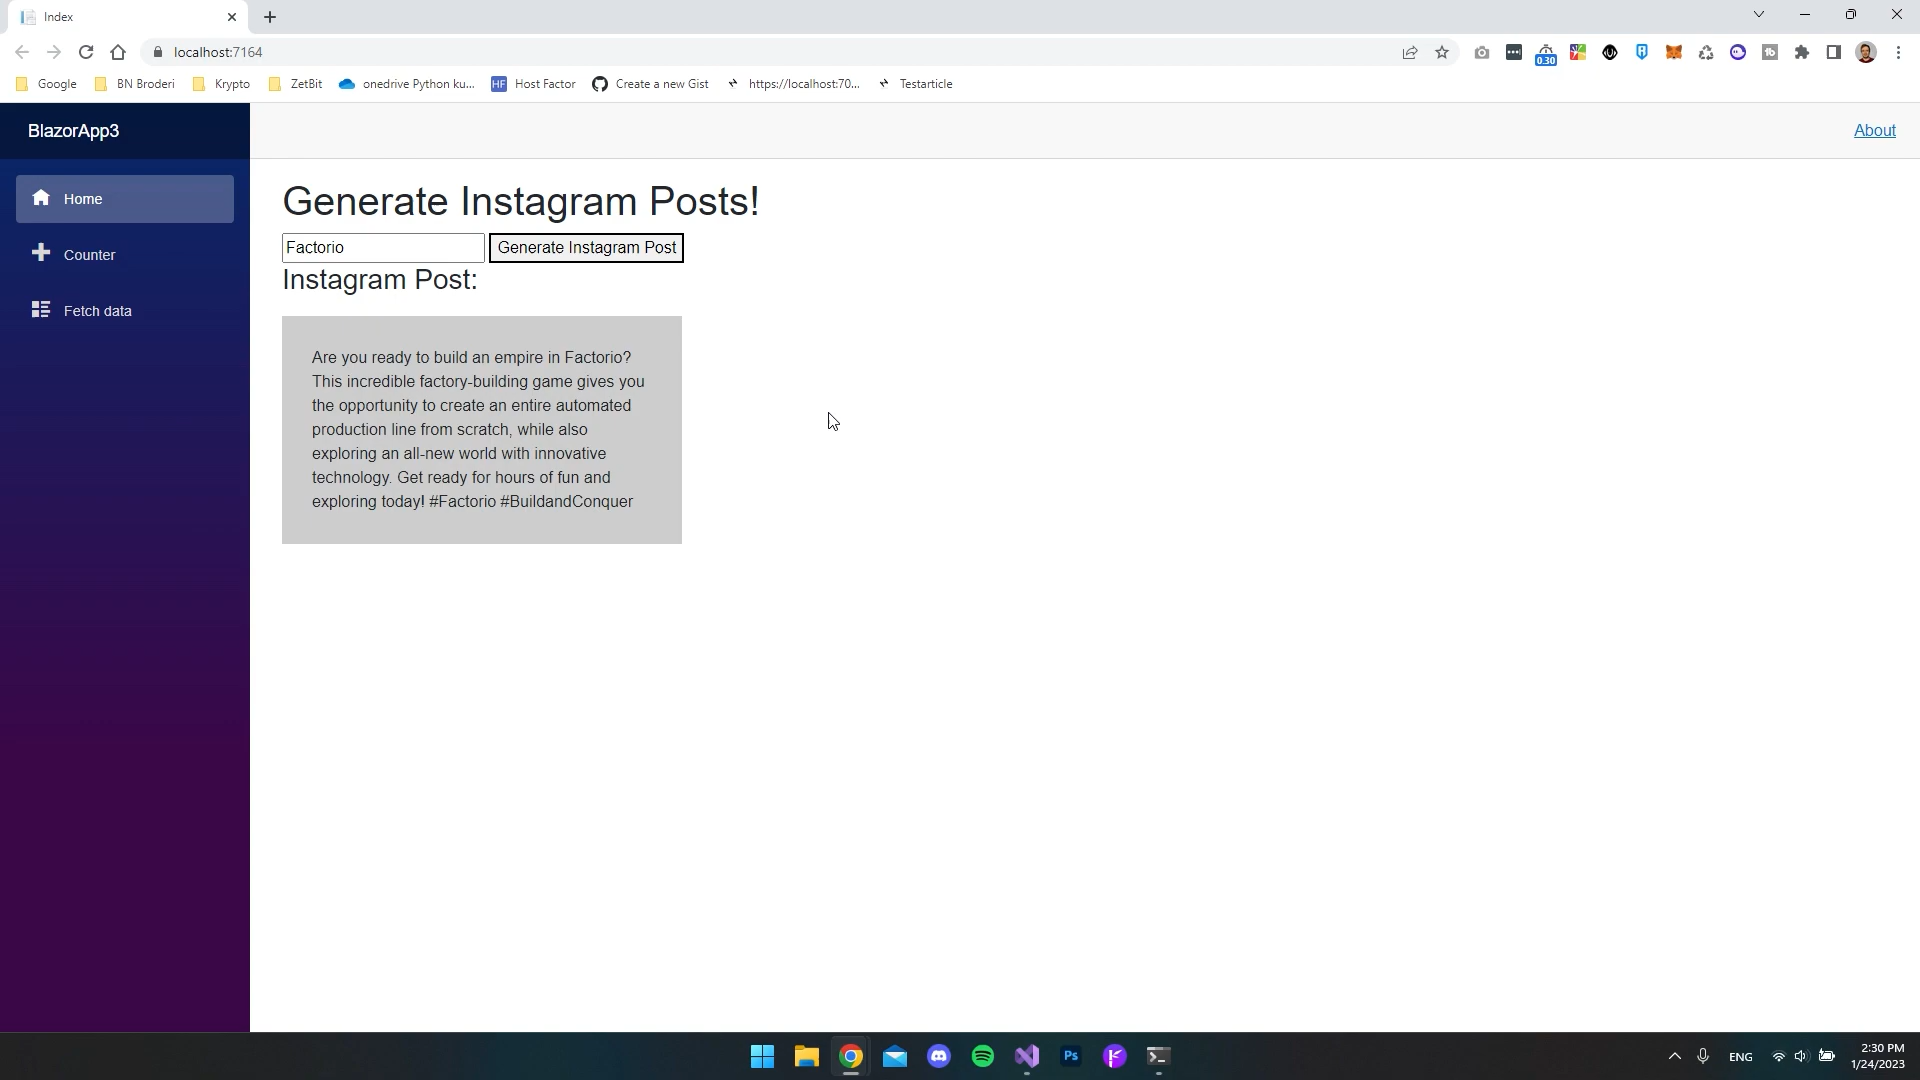 Index
localhost:7164
0.30
Google
BN Broderi
Krypto
ZetBit
onedrive Python ku...
HF
Host Factor
Create a new Gist
https://localhost:70...
Testarticle
BlazorApp3
About
Home
Counter
Fetch data
Generate Instagram Posts!
Factorio
Generate Instagram Post
Instagram Post:
Are you ready to build an empire in Factorio?
This incredible factory-building game gives you
the opportunity to create an entire automated
production line from scratch, while also
exploring an all-new world with innovative
technology. Get ready for hours of fun and
exploring today! #Factorio #BuildandConquer
Ps
ENG
2:30 PM
1/24/2023